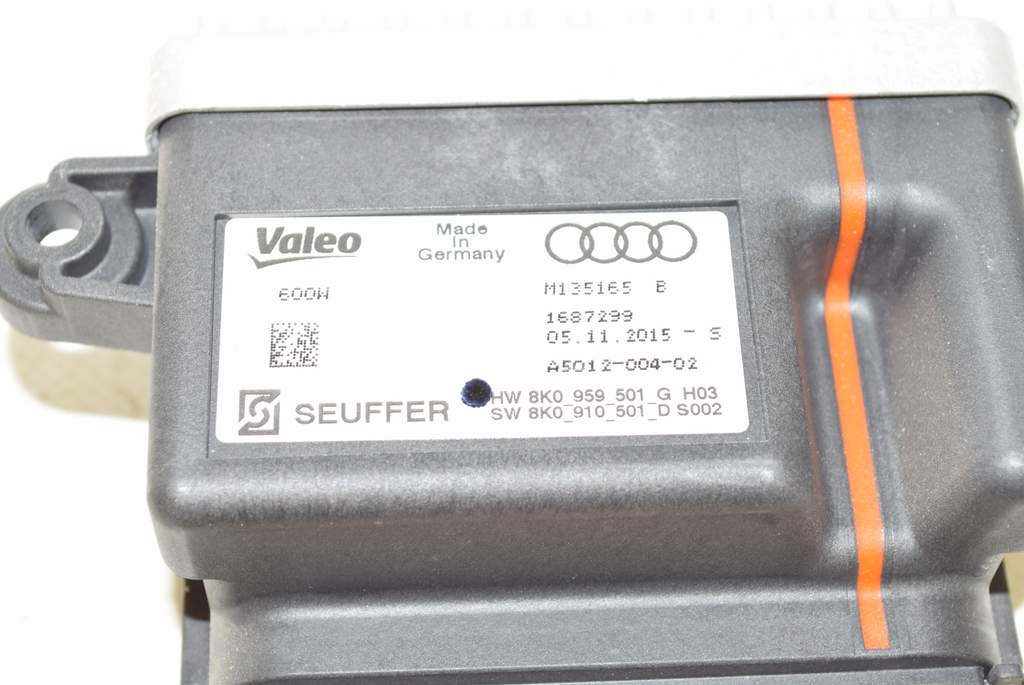 Valeo
Made
In
Germany
600W
M135165 B
1687299
05.11.2015 - S
A5012-004-02
SEUFFER
HW 8K0_959_501_G H03
SW 8K0_910_501_D S002